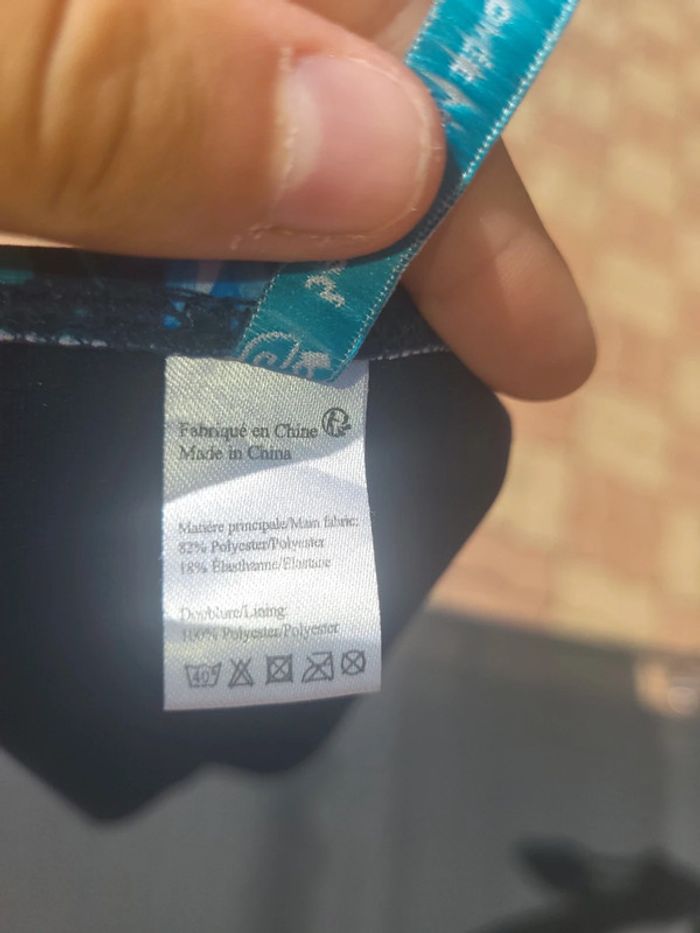 Fabriqué en Chine
Made in China
Matière principale/Main fabric:
82% Polyester/Polyester
18% Élasthanne/Elastane
Doublure/Lining:
100% Polyester/Polyester
40